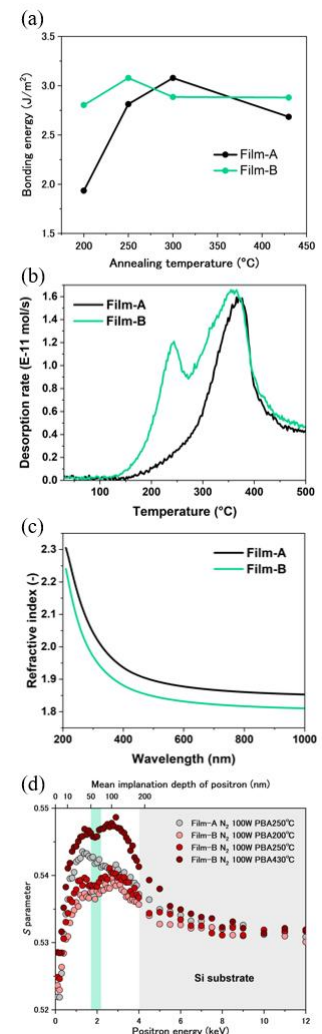 (a)
3.5
3.0
2.5
2.0
1.5
Bonding energy (J/m²)
Film-A
Film-B
200 250 300 350 400 450
Annealing temperature (°C)
(b)
1.6
1.4
1.2
1.0
0.8
0.6
0.4
0.2
0.0
Desorption rate (E-11 mol/s)
Film-A
Film-B
100 200 300 400 500
Temperature (°C)
(c)
2.3
2.2
2.1
2.0
1.9
1.8
1.7
Refractive index (-)
Film-A
Film-B
200 400 600 800 1000
Wavelength (nm)
(d)
Mean implanation depth of positron (nm)
0 10 50 100 200
0.55
0.54
0.53
0.52
S parameter
Film-A N₂ 100W PBA250°C
Film-B N₂ 100W PBA200°C
Film-B N₂ 100W PBA250°C
Film-B N₂ 100W PBA430°C
Si substrate
0 2 4 6 8 10 12
Positron energy (keV)